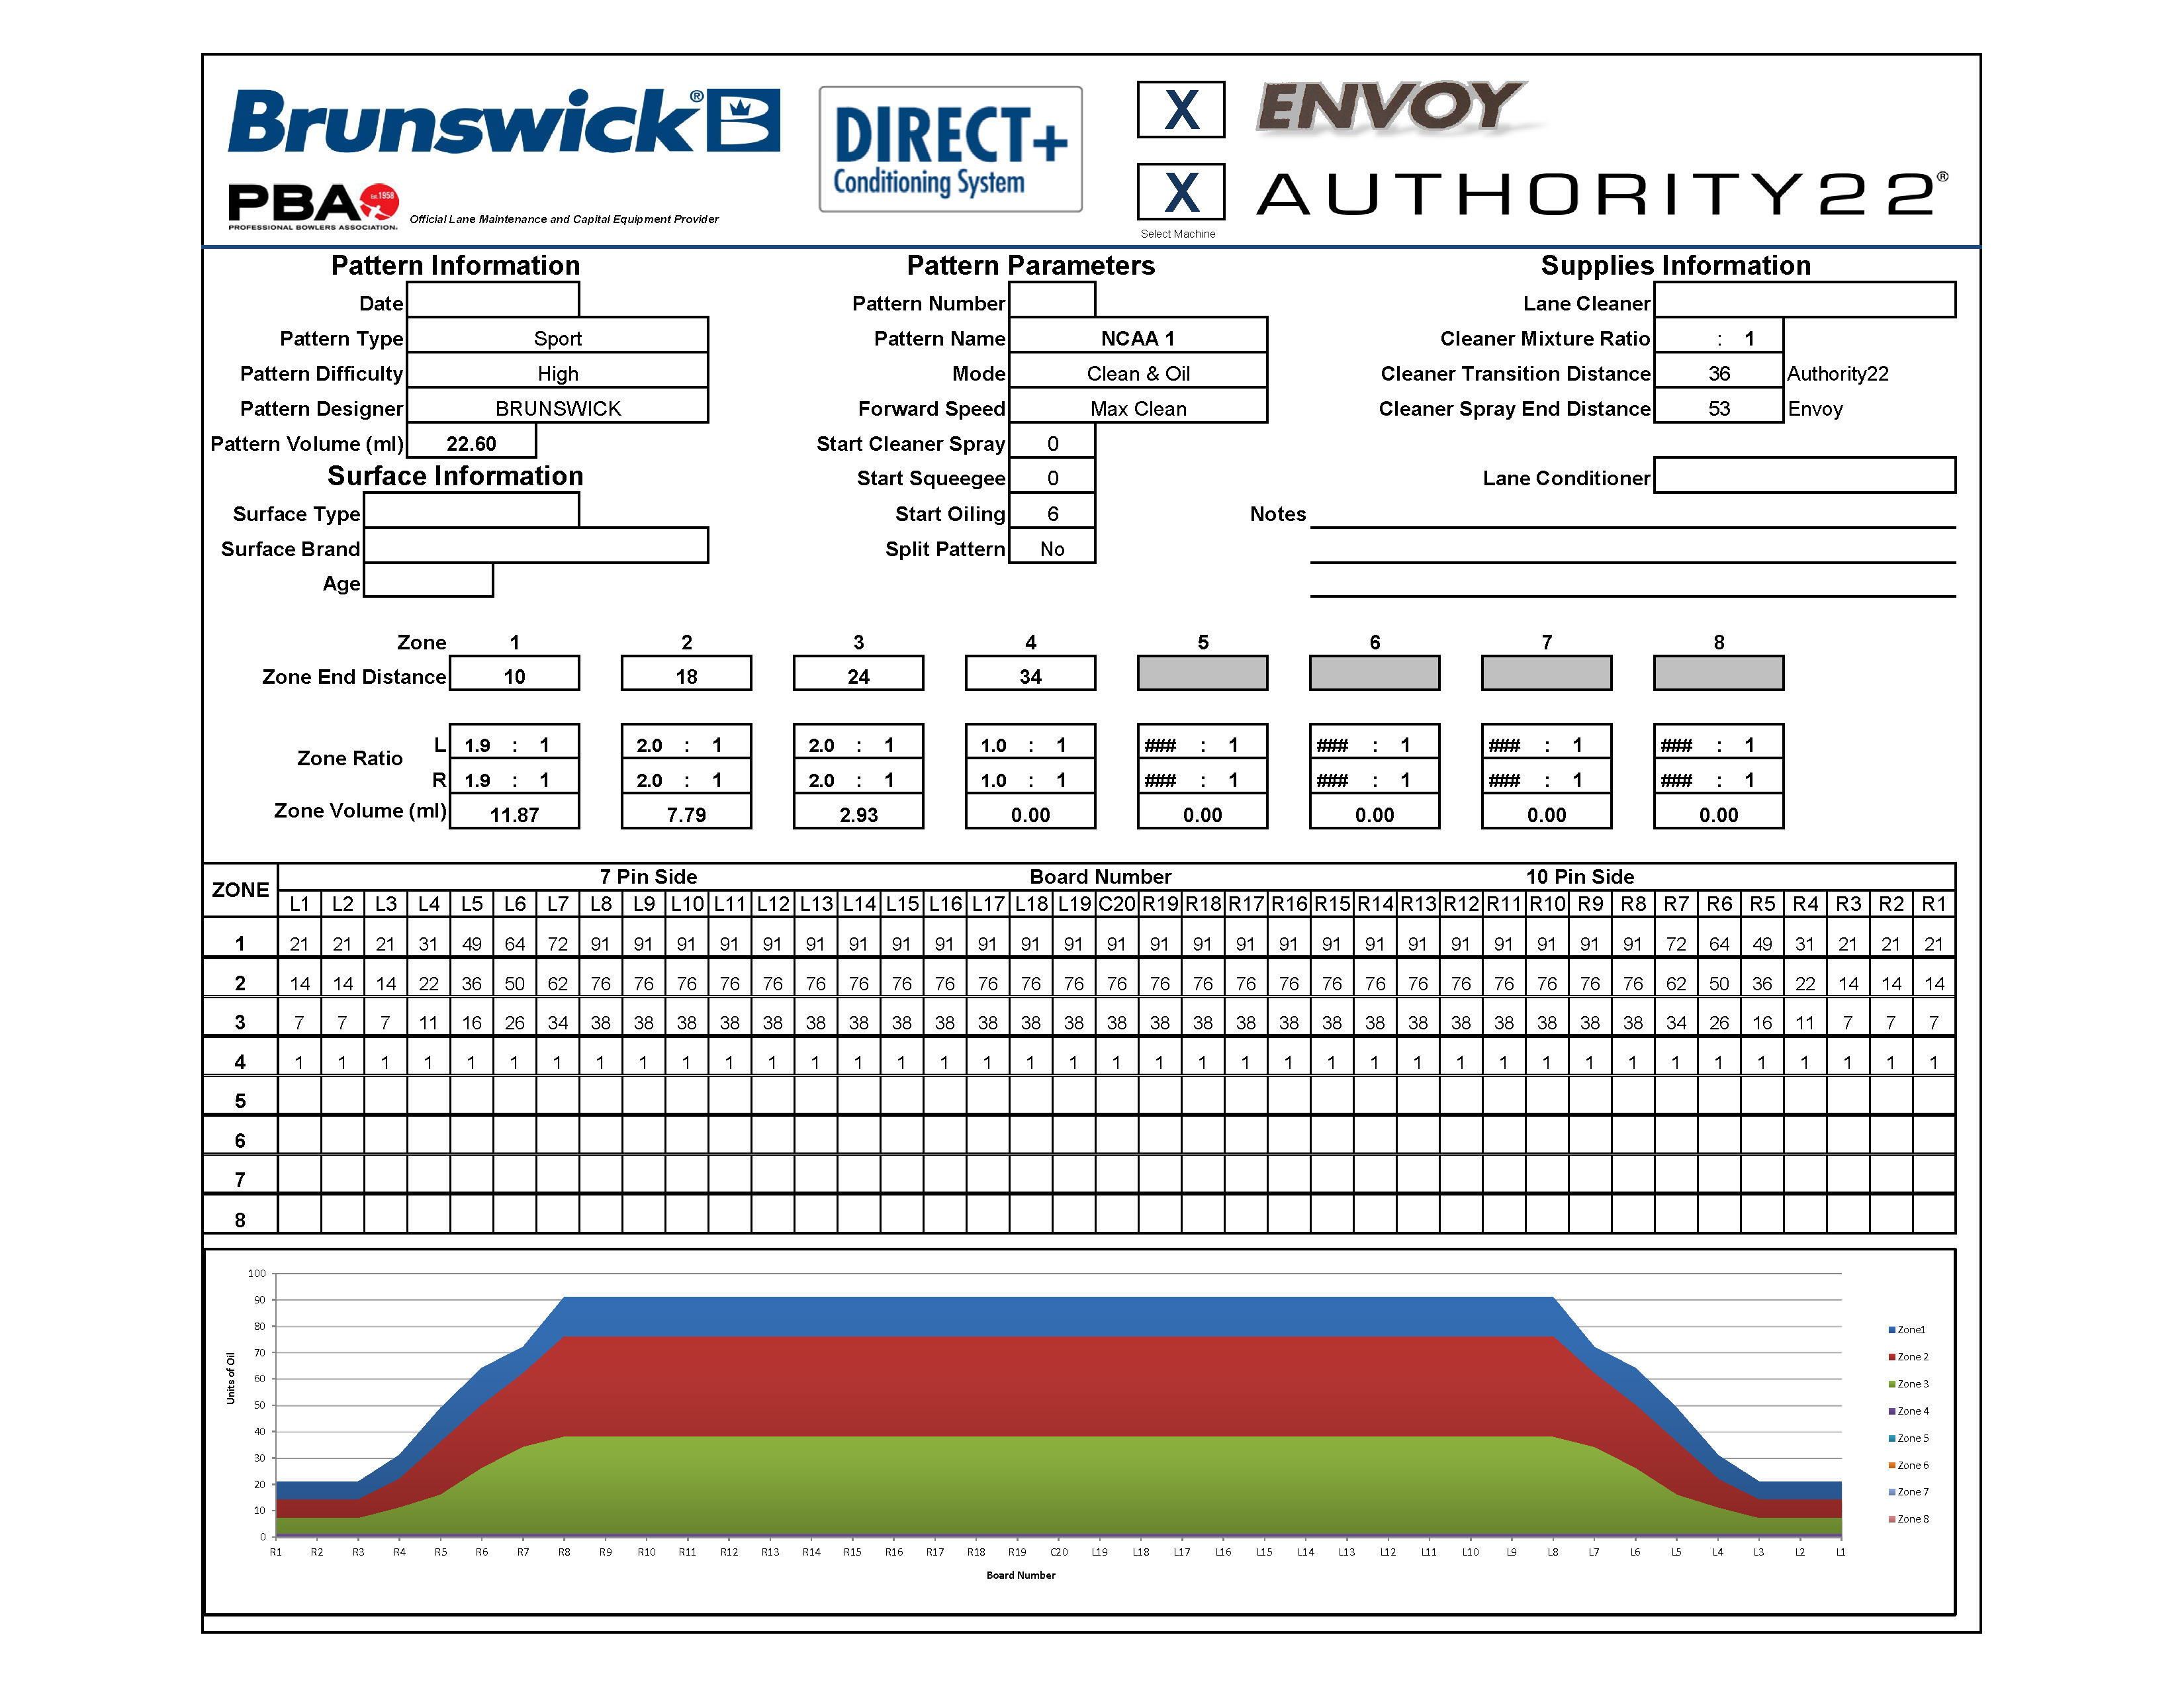 Brunswick® B
DIRECT+
Conditioning System
X ENVOY
X AUTHORITY22®
Select Machine
PBA est.1958
PROFESSIONAL BOWLERS ASSOCIATION.
Official Lane Maintenance and Capital Equipment Provider
Pattern Information Pattern Parameters Supplies Information
Date Pattern Number Lane Cleaner
Pattern Type Sport Pattern Name NCAA 1 Cleaner Mixture Ratio : 1
Pattern Difficulty High Mode Clean & Oil Cleaner Transition Distance 36 Authority22
Pattern Designer BRUNSWICK Forward Speed Max Clean Cleaner Spray End Distance 53 Envoy
Pattern Volume (ml) 22.60 Start Cleaner Spray 0
Surface Information Start Squeegee 0 Lane Conditioner
Surface Type Start Oiling 6 Notes
Surface Brand Split Pattern No
Age
Zone 1 2 3 4 5 6 7 8
Zone End Distance 10 18 24 34
Zone Ratio
L 1.9 : 1 2.0 : 1 2.0 : 1 1.0 : 1 ### : 1 ### : 1 ### : 1 ### : 1
R 1.9 : 1 2.0 : 1 2.0 : 1 1.0 : 1 ### : 1 ### : 1 ### : 1 ### : 1
Zone Volume (ml) 11.87 7.79 2.93 0.00 0.00 0.00 0.00 0.00
ZONE 7 Pin Side Board Number 10 Pin Side
L1 L2 L3 L4 L5 L6 L7 L8 L9 L10 L11 L12 L13 L14 L15 L16 L17 L18 L19 C20 R19 R18 R17 R16 R15 R14 R13 R12 R11 R10 R9 R8 R7 R6 R5 R4 R3 R2 R1
1 21 21 21 31 49 64 72 91 91 91 91 91 91 91 91 91 91 91 91 91 91 91 91 91 91 91 91 91 91 91 91 91 72 64 49 31 21 21 21
2 14 14 14 22 36 50 62 76 76 76 76 76 76 76 76 76 76 76 76 76 76 76 76 76 76 76 76 76 76 76 76 76 62 50 36 22 14 14 14
3 7 7 7 11 16 26 34 38 38 38 38 38 38 38 38 38 38 38 38 38 38 38 38 38 38 38 38 38 38 38 38 38 34 26 16 11 7 7 7
4 1 1 1 1 1 1 1 1 1 1 1 1 1 1 1 1 1 1 1 1 1 1 1 1 1 1 1 1 1 1 1 1 1 1 1 1 1 1 1
5
6
7
8
Units of Oil
100
90
80
70
60
50
40
30
20
10
0
R1 R2 R3 R4 R5 R6 R7 R8 R9 R10 R11 R12 R13 R14 R15 R16 R17 R18 R19 C20 L19 L18 L17 L16 L15 L14 L13 L12 L11 L10 L9 L8 L7 L6 L5 L4 L3 L2 L1
Board Number
Zone1
Zone 2
Zone 3
Zone 4
Zone 5
Zone 6
Zone 7
Zone 8